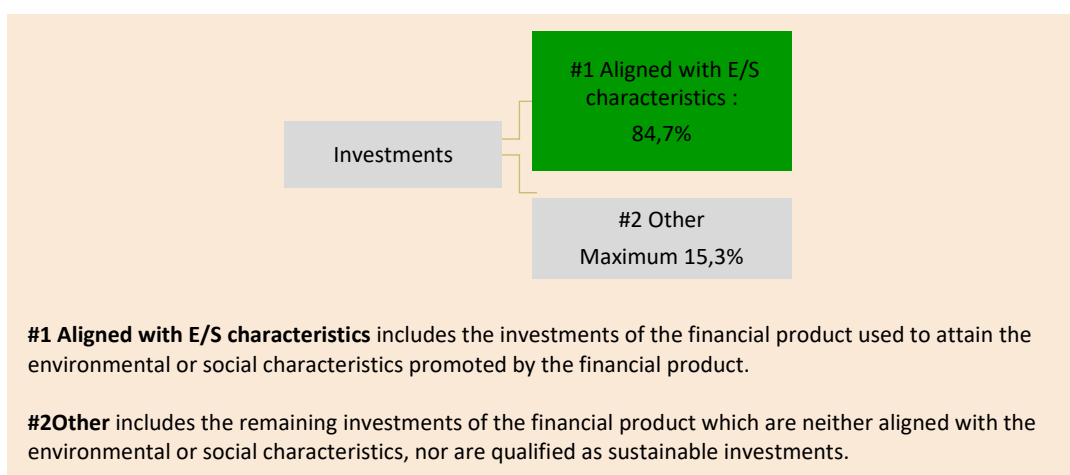 #1 Aligned with E/S
characteristics :
84,7%
Investments
#2 Other
Maximum 15,3%
#1 Aligned with E/S characteristics includes the investments of the financial product used to attain the
environmental or social characteristics promoted by the financial product.
#2Other includes the remaining investments of the financial product which are neither aligned with the
environmental or social characteristics, nor are qualified as sustainable investments.